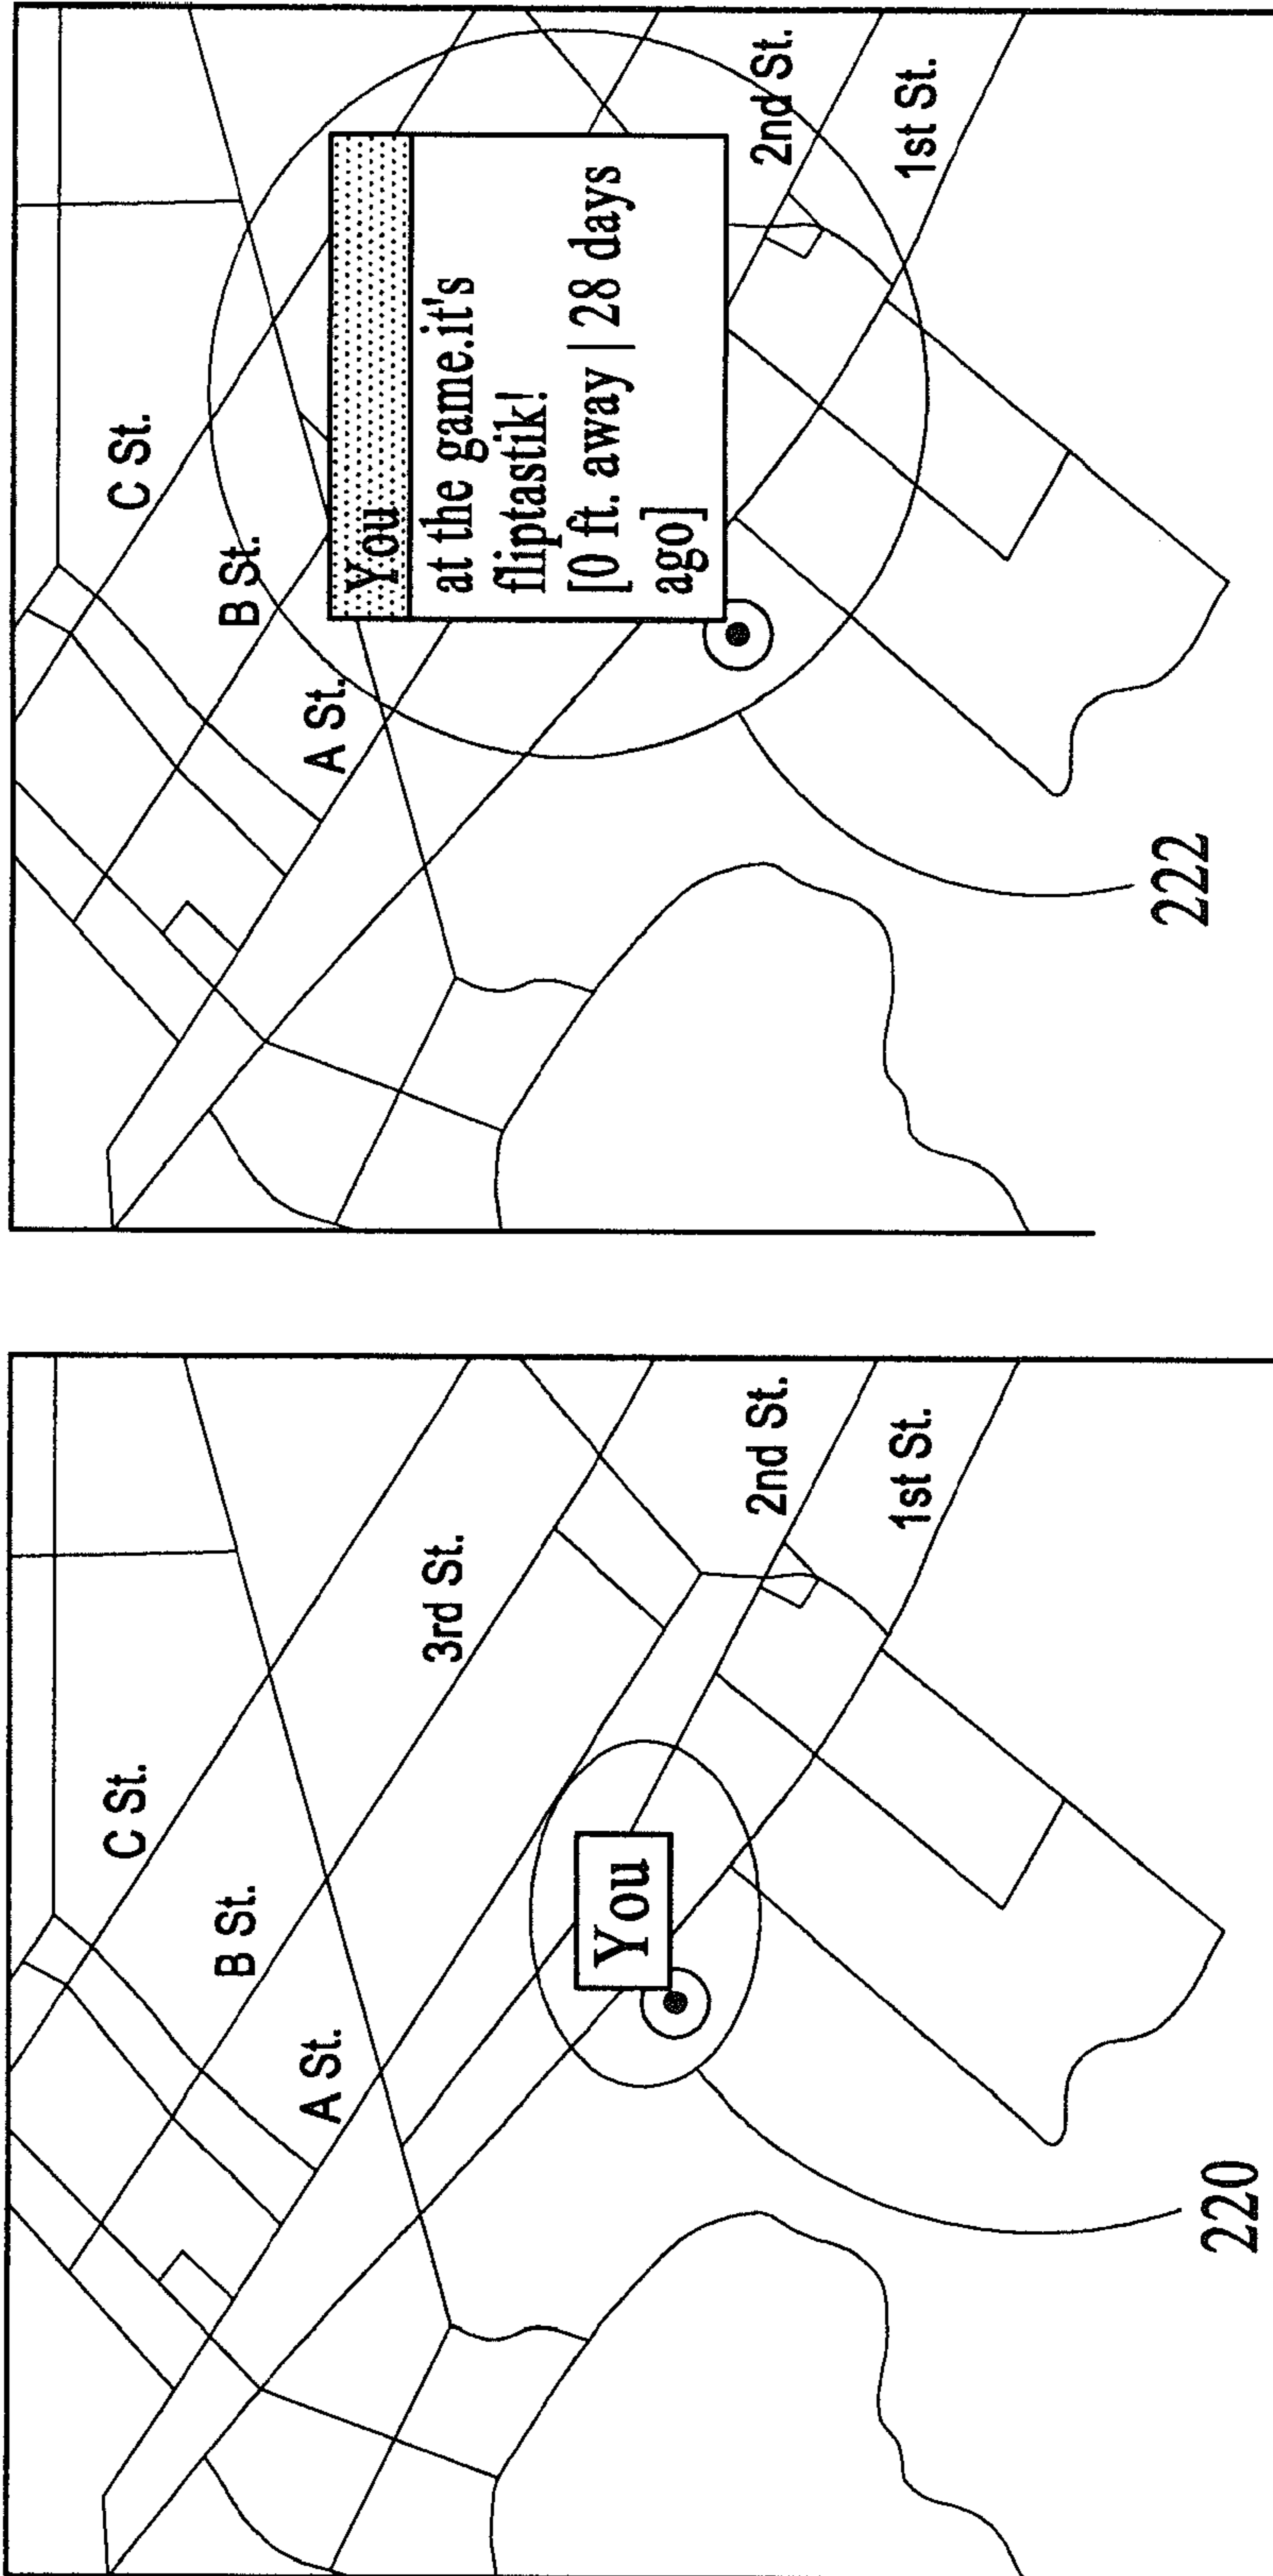 C St.
B St.
3rd St.
A St.
You
2nd St.
1st St.
220
C St.
B St.
A St.
You
at the game.it's
fliptastik!
[0 ft. away | 28 days
ago]
2nd St.
1st St.
222